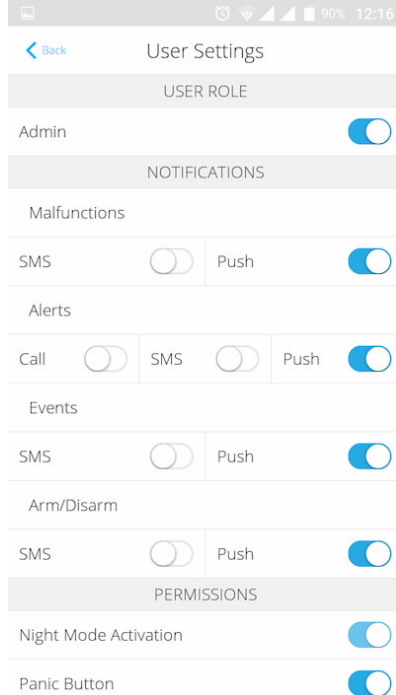 90% 12:16
Back User Settings
USER ROLE
Admin
NOTIFICATIONS
Malfunctions
SMS Push
Alerts
Call SMS Push
Events
SMS Push
Arm/Disarm
SMS Push
PERMISSIONS
Night Mode Activation
Panic Button